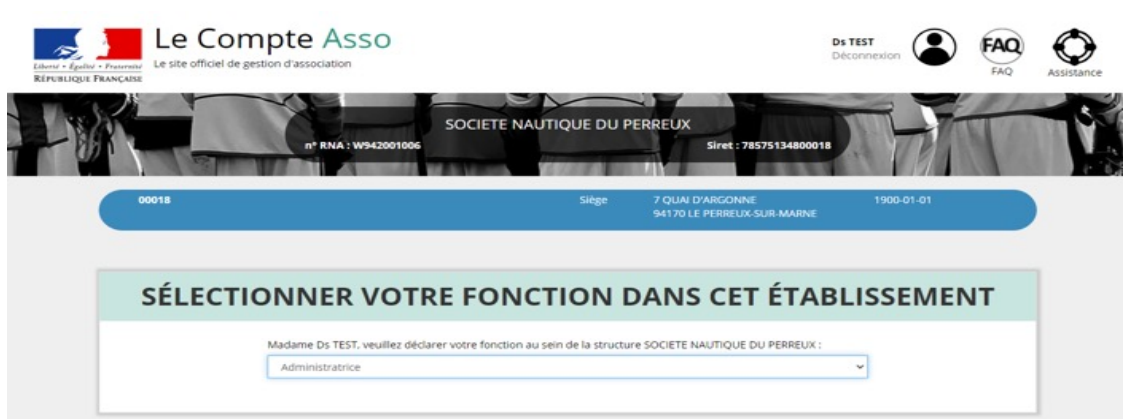 Le Compte Asso
Le site officiel de gestion d'association
Liberté • Égalité • Fraternité
RÉPUBLIQUE FRANÇAISE
Ds TEST
Déconnexion
FAQ
FAQ
Assistance
SOCIETE NAUTIQUE DU PERREUX
n° RNA : W942001006
Siret : 78575134800018
00018
Siège
7 QUAI D'ARGONNE
94170 LE PERREUX-SUR-MARNE
1900-01-01
SÉLECTIONNER VOTRE FONCTION DANS CET ÉTABLISSEMENT
Madame Ds TEST, veuillez déclarer votre fonction au sein de la structure SOCIETE NAUTIQUE DU PERREUX :
Administratrice